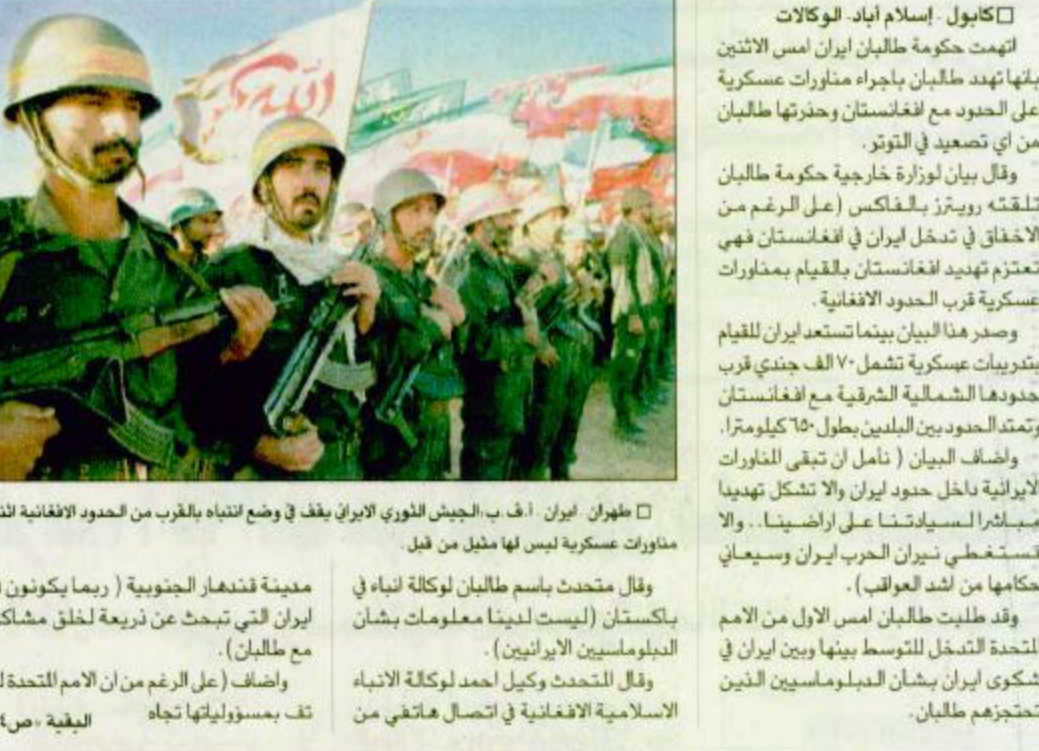 □ كابول - إسلام أباد - الوكالات
اتهمت حكومة طالبان ايران امس الاثنين
بانها تهدد طالبان باجراء مناورات عسكرية
على الحدود مع افغانستان وحذرتها طالبان
من اي تصعيد في التوتر.
وقال بيان لوزارة خارجية حكومة طالبان
تلقته رويترز بالفاكس (على الرغم من
الاخفاق في تدخل ايران في افغانستان فهي
تعتزم تهديد افغانستان بالقيام بمناورات
عسكرية قرب الحدود الافغانية.
وصدر هذا البيان بينما تستعد ايران للقيام
بتدريبات عسكرية تشمل ٧٠ الف جندي قرب
حدودها الشمالية الشرقية مع افغانستان
وتمتد الحدود بين البلدين بطول ٦٥٠ كيلومترا.
واضاف البيان ( نأمل ان تبقى المناورات
الايرانية داخل حدود ايران والا تشكل تهديدا
مباشرا لسيادتنا على اراضينا.. والا
فستغطي نيران الحرب ايران وسيعاني
حكامها من اشد العواقب).
وقد طلبت طالبان امس الاول من الامم
المتحدة التدخل للتوسط بينها وبين ايران في
شكوى ايران بشأن الدبلوماسيين الذين
تحتجزهم طالبان.
الله
□ طهران - ايران - أ.ف.ب: الجيش الثوري الايراني يقف في وضع انتباه بالقرب من الحدود الافغانية
مناورات عسكرية ليس لها مثيل من قبل.
وقال متحدث باسم طالبان لوكالة انباء في
باكستان (ليست لدينا معلومات بشأن
الدبلوماسيين الايرانيين).
وقال المتحدث وكيل احمد لوكالة الانباء
الاسلامية الافغانية في اتصال هاتفي من
مدينة قندهار الجنوبية ( ربما يكونون
ايران التي تبحث عن ذريعة لخلق
مع طالبان).
واضاف (على الرغم من ان الامم المتحدة
تف بمسؤولياتها تجاه
البقية «ص٤